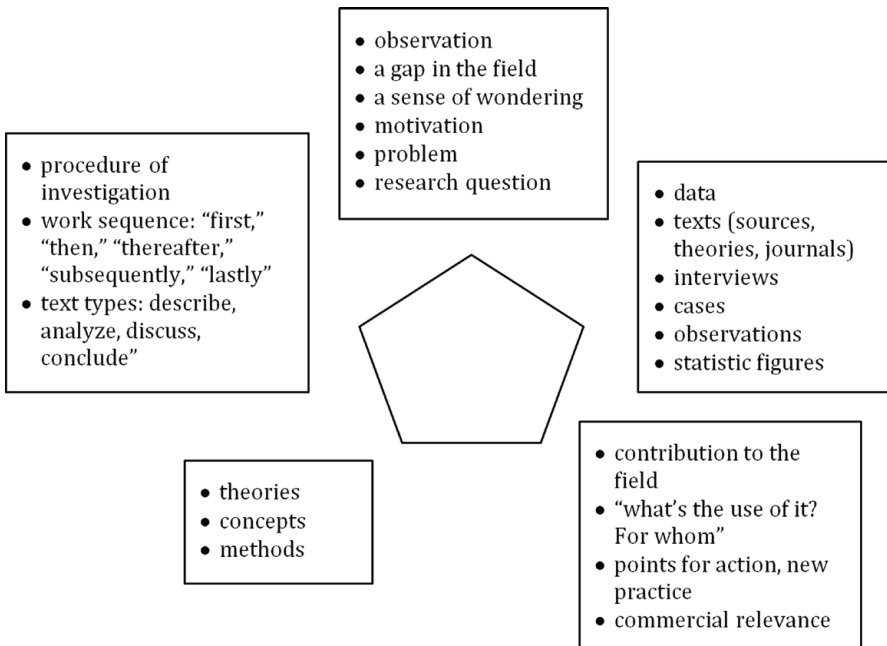 • observation
• a gap in the field
• a sense of wondering
• motivation
• problem
• research question
• procedure of
investigation
• work sequence: “first,”
“then,” “thereafter,”
“subsequently,” “lastly”
• text types: describe,
analyze, discuss,
conclude”
• data
• texts (sources,
theories, journals)
• interviews
• cases
• observations
• statistic figures
• theories
• concepts
• methods
• contribution to the
field
• “what’s the use of it?
For whom”
• points for action, new
practice
• commercial relevance